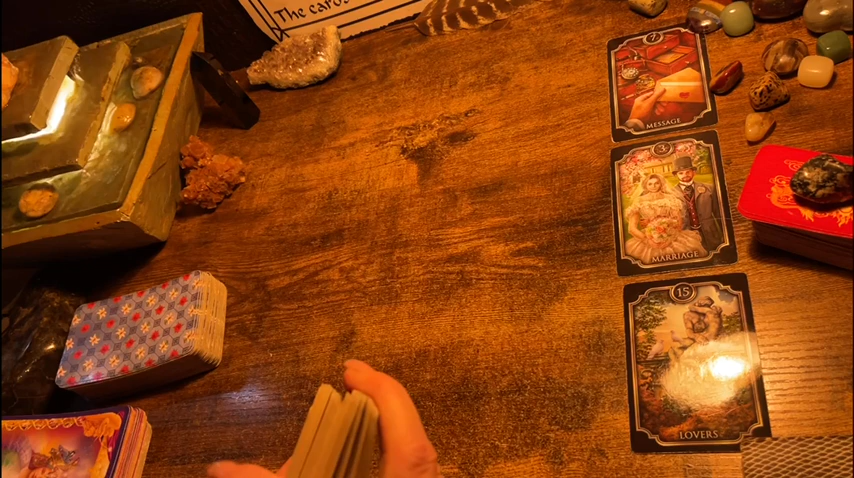 The cards
7
MESSAGE
3
MARRIAGE
15
LOVERS